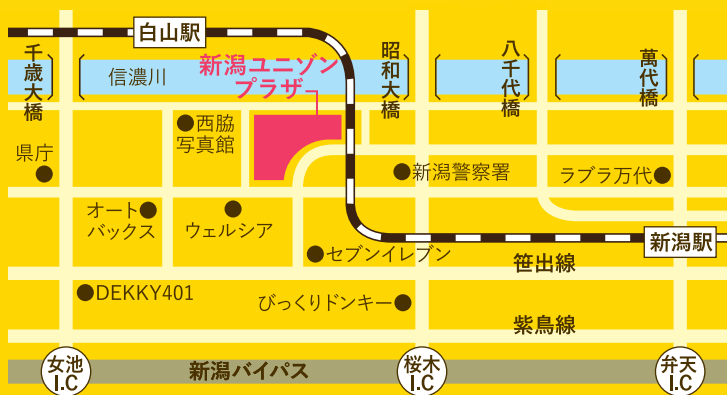 白山駅
千歳大橋
信濃川
新潟ユニゾン
プラザ
昭和大橋
八千代橋
萬代橋
県庁
西脇
写真館
新潟警察署
ラブラ万代
オート
バックス
ウェルシア
セブンイレブン
新潟駅
笹出線
DEKKY401
びっくりドンキー
紫鳥線
女池
I.C
新潟バイパス
桜木
I.C
弁天
I.C